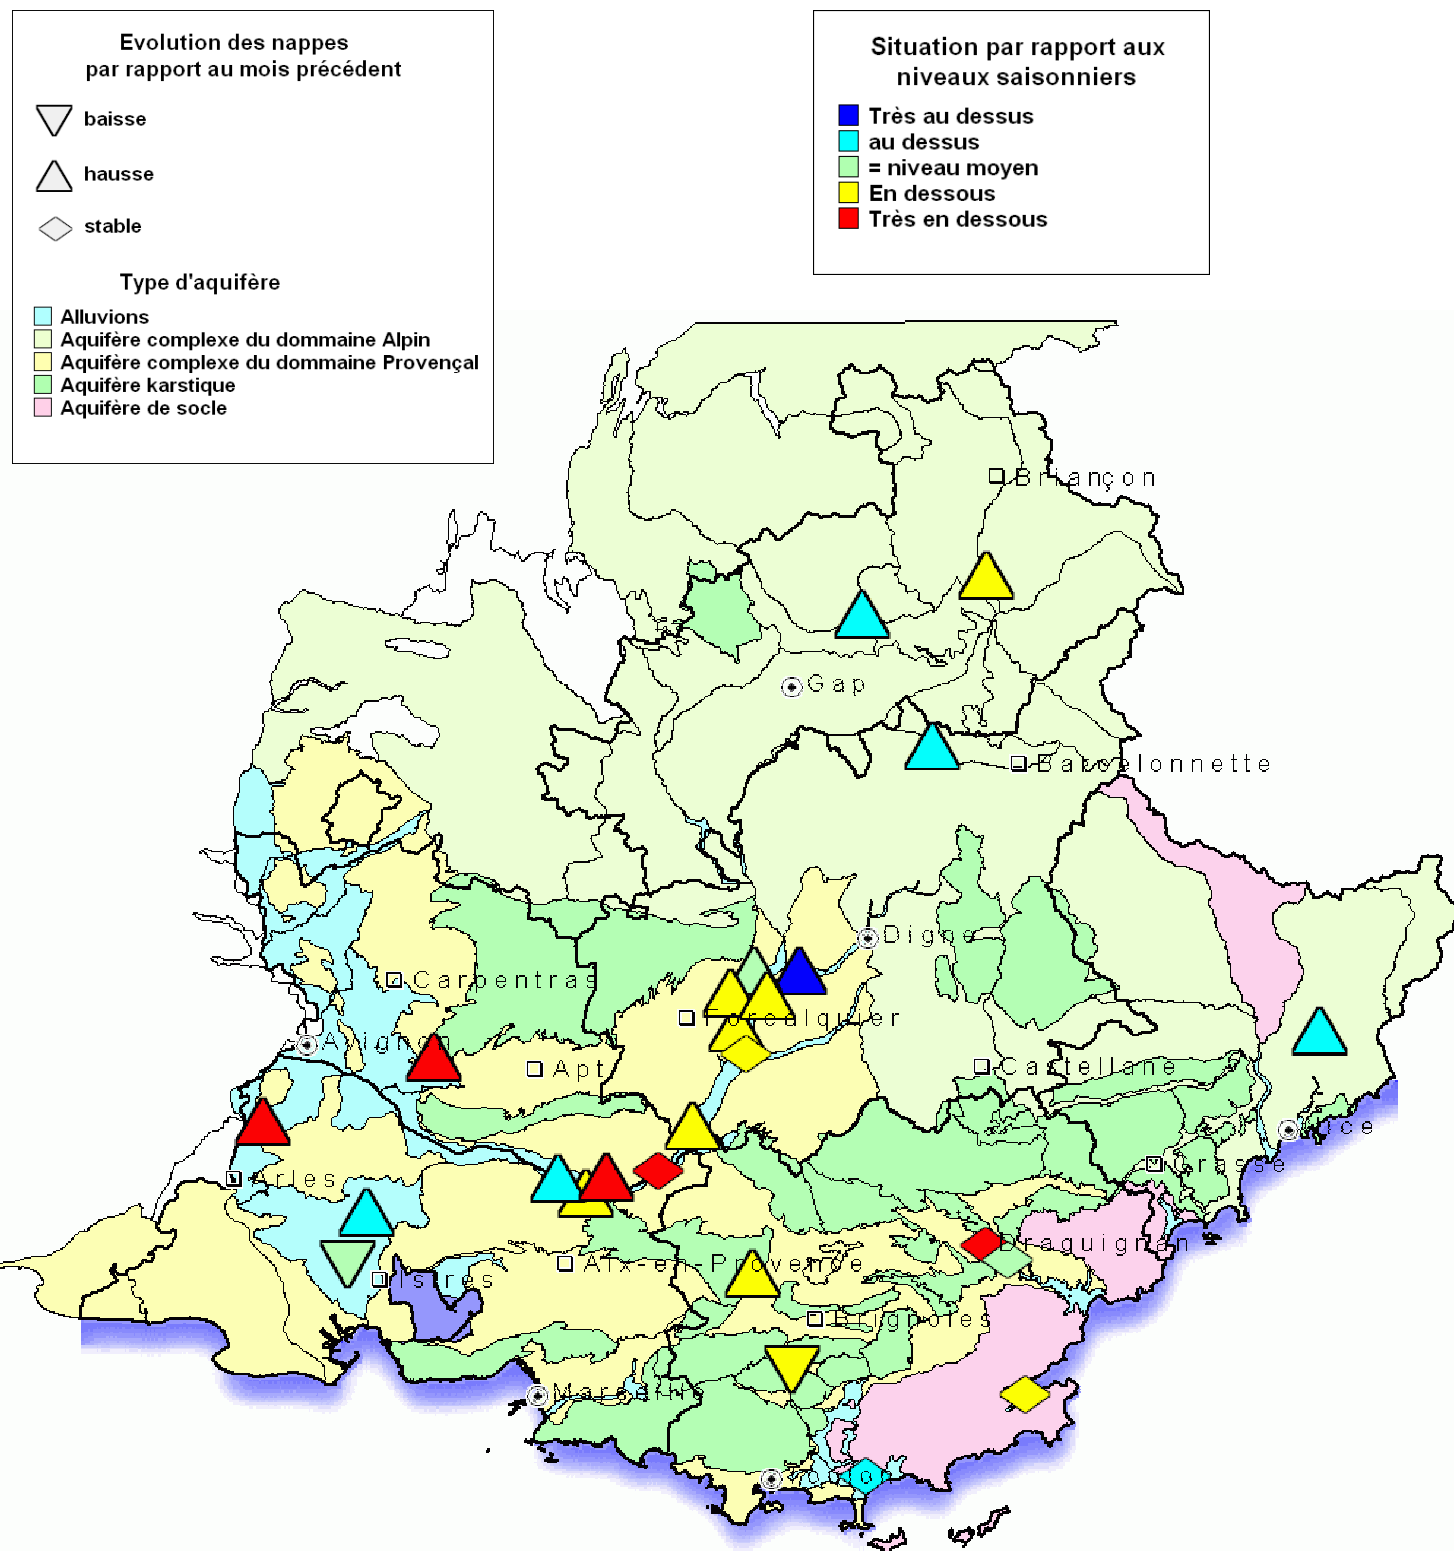 Evolution des nappes
par rapport au mois précédent
baisse
hausse
stable
Type d'aquifère
Alluvions
Aquifère complexe du dommaine Alpin
Aquifère complexe du dommaine Provençal
Aquifère karstique
Aquifère de socle
Situation par rapport aux
niveaux saisonniers
Très au dessus
au dessus
= niveau moyen
En dessous
Très en dessous
Briançon
Gap
Barcelonnette
Digne
Carpentras
Forcalquier
Avignon
Apt
Castellane
Nice
Grasse
Arles
Draguignan
Aix-en-Provence
Istres
Brignoles
Marseille
Toulon